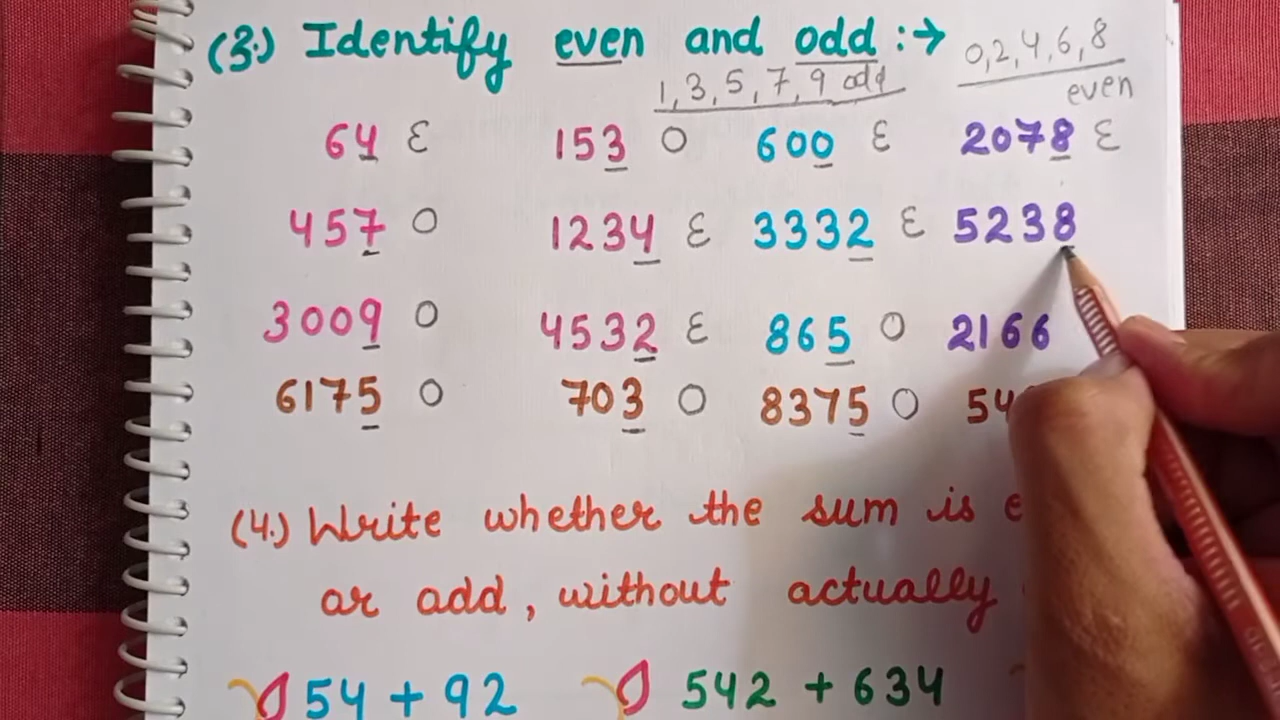 (3.) Identify even and odd :→ 0,2,4,6,8
1,3,5,7,9 odd even
64 ε 153 O 600 ε 2078 ε
457 O 1234 ε 3332 ε 5238
3009 O 4532 ε 865 O 2166
6175 O 703 O 8375 O
(4.) Write whether the sum is
or add, without actually
54 + 92 542 + 634